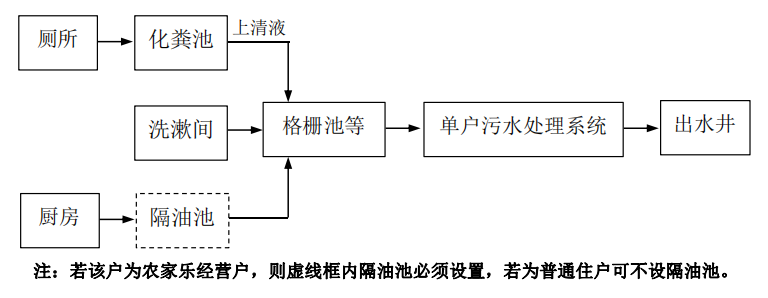 厕所
化粪池
上清液
洗漱间
格栅池等
单户污水处理系统
出水井
厨房
隔油池
注：若该户为农家乐经营户，则虚线框内隔油池必须设置，若为普通住户可不设隔油池。